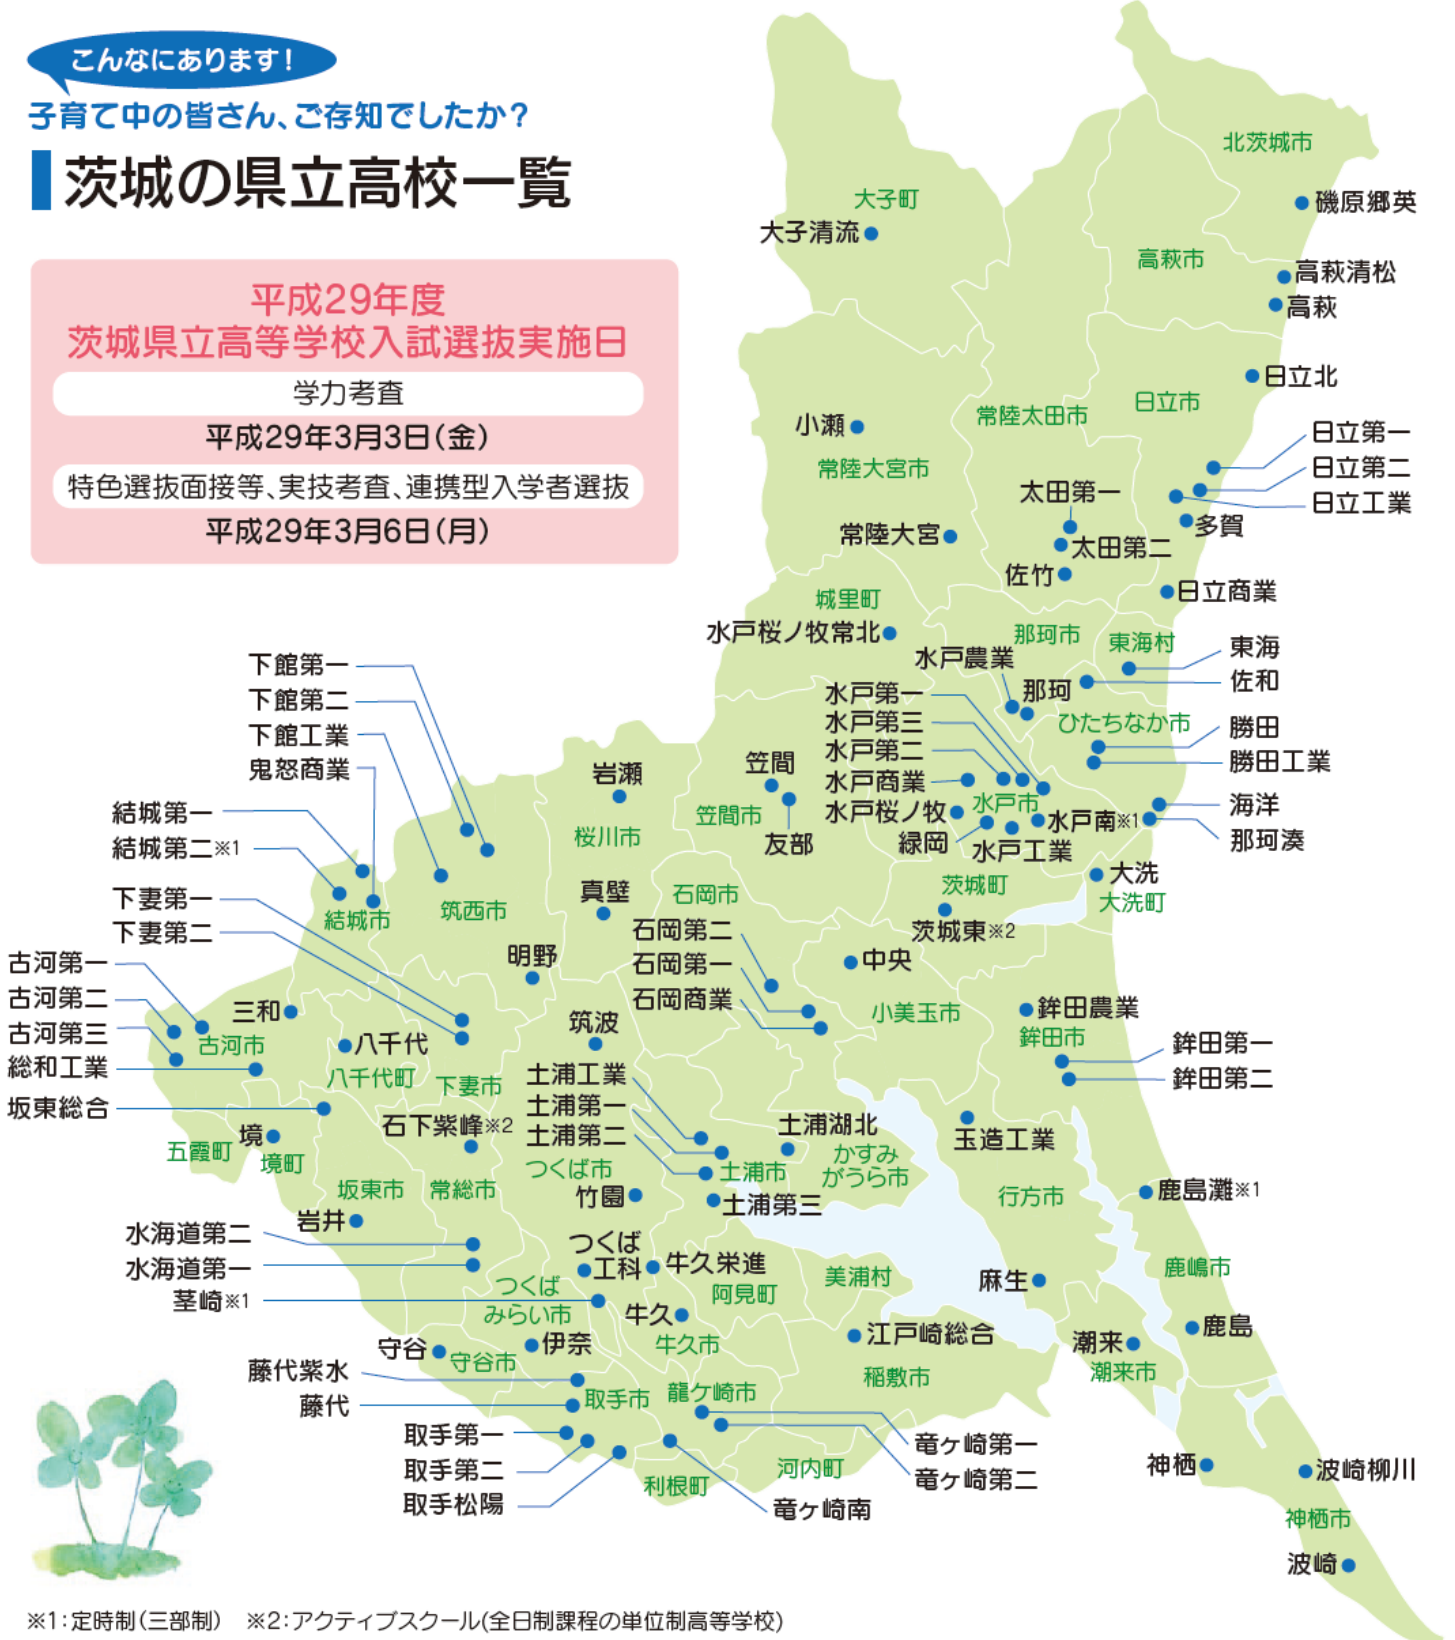 こんなにあります!
子育て中の皆さん、ご存知でしたか?
茨城の県立高校一覧
平成29年度
茨城県立高等学校入試選抜実施日
学力考査
平成29年3月3日(金)
特色選抜面接等、実技考査、連携型入学者選抜
平成29年3月6日(月)
北茨城市
磯原郷英
大子町
大子清流
高萩市
高萩清松
高萩
日立北
日立市
常陸太田市
小瀬
常陸大宮市
日立第一
日立第二
日立工業
多賀
太田第一
太田第二
佐竹
常陸大宮
日立商業
城里町
水戸桜ノ牧常北
那珂市
東海村
東海
佐和
水戸農業
那珂
ひたちなか市
勝田
勝田工業
海洋
那珂湊
水戸第一
水戸第三
水戸第二
水戸商業
水戸桜ノ牧
水戸市
緑岡
水戸工業
水戸南※1
笠間
笠間市
友部
大洗
大洗町
茨城町
茨城東※2
下館第一
下館第二
下館工業
鬼怒商業
結城第一
結城第二※1
下妻第一
下妻第二
結城市
筑西市
岩瀬
桜川市
真壁
明野
石岡市
石岡第二
石岡第一
石岡商業
中央
小美玉市
鉾田農業
鉾田市
鉾田第一
鉾田第二
古河第一
古河第二
古河第三
総和工業
坂東総合
三和
古河市
八千代
八千代町
下妻市
筑波
土浦工業
土浦第一
土浦第二
土浦湖北
土浦市
土浦第三
かすみ
がうら市
玉造工業
行方市
鹿島灘※1
五霞町
境
境町
石下紫峰※2
つくば市
竹園
坂東市
常総市
岩井
水海道第二
水海道第一
茎崎※1
つくば
工科
牛久栄進
阿見町
美浦村
麻生
鹿嶋市
鹿島
つくば
みらい市
牛久
牛久市
江戸崎総合
稲敷市
潮来
潮来市
守谷
守谷市
伊奈
藤代紫水
藤代
取手市
取手第一
取手第二
取手松陽
龍ケ崎市
竜ヶ崎第一
竜ヶ崎第二
竜ヶ崎南
利根町
河内町
神栖
波崎柳川
神栖市
波崎
※1:定時制(三部制) ※2:アクティブスクール(全日制課程の単位制高等学校)